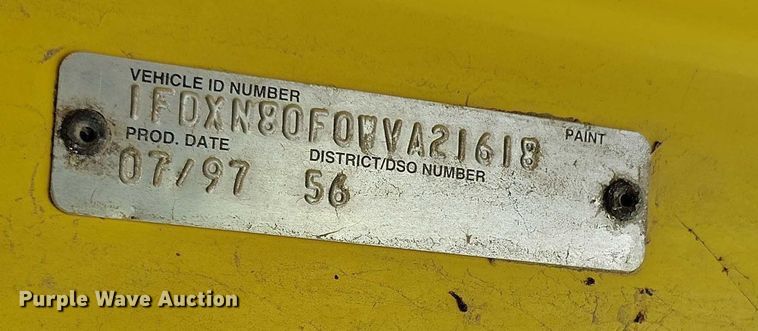 VEHICLE ID NUMBER
1FDXN80F0WVA21618
PAINT
PROD. DATE
DISTRICT/DSO NUMBER
07/97 56
Purple Wave Auction